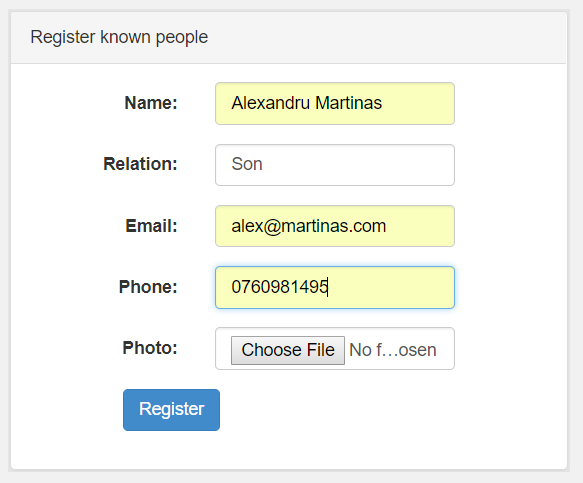 Register known people
Name: Alexandru Martinas
Relation: Son
Email: alex@martinas.com
Phone: 0760981495
Photo: Choose File No f…osen
Register